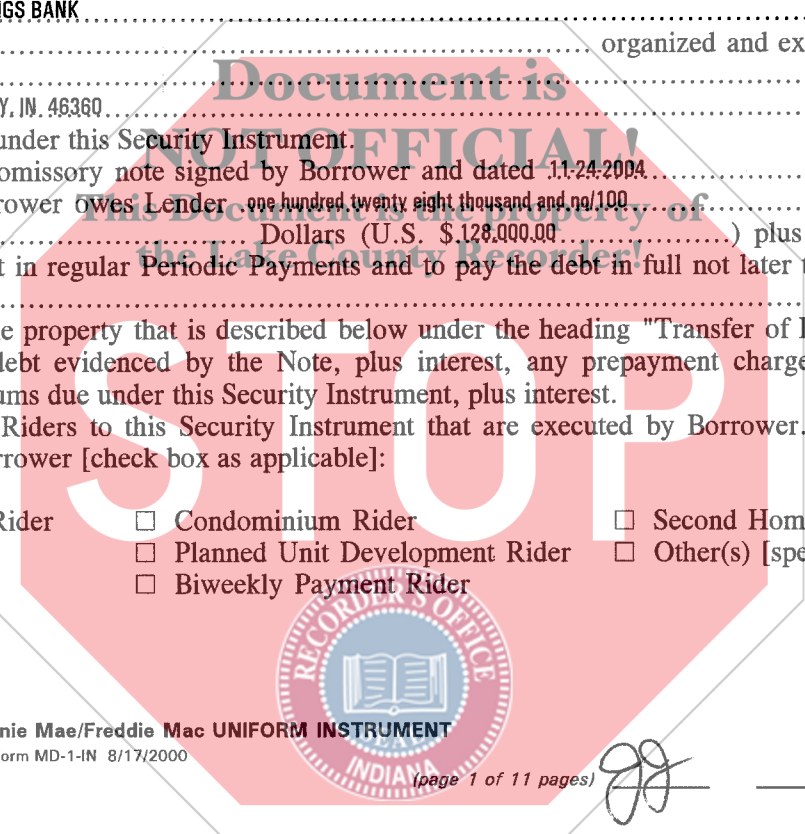 NGS BANK
organized and ex
Document is
Y, IN. 46360
under this Security Instrument.
NOT OFFICIAL!
omissory note signed by Borrower and dated 11-24-2004
rower owes Lender one hundred twenty eight thousand and no/100
This Document is the property of
Dollars (U.S. $ 128,000.00 ) plus
the Lake County Recorder!
t in regular Periodic Payments and to pay the debt in full not later t
e property that is described below under the heading "Transfer of
debt evidenced by the Note, plus interest, any prepayment charge
ums due under this Security Instrument, plus interest.
Riders to this Security Instrument that are executed by Borrower.
rrower [check box as applicable]:
STOP
Rider ☐ Condominium Rider ☐ Second Hom
☐ Planned Unit Development Rider ☐ Other(s) [spe
☐ Biweekly Payment Rider
RECORDER'S OFFICE
SEAL
INDIANA
nie Mae/Freddie Mac UNIFORM INSTRUMENT
orm MD-1-IN 8/17/2000
(page 1 of 11 pages) JJ